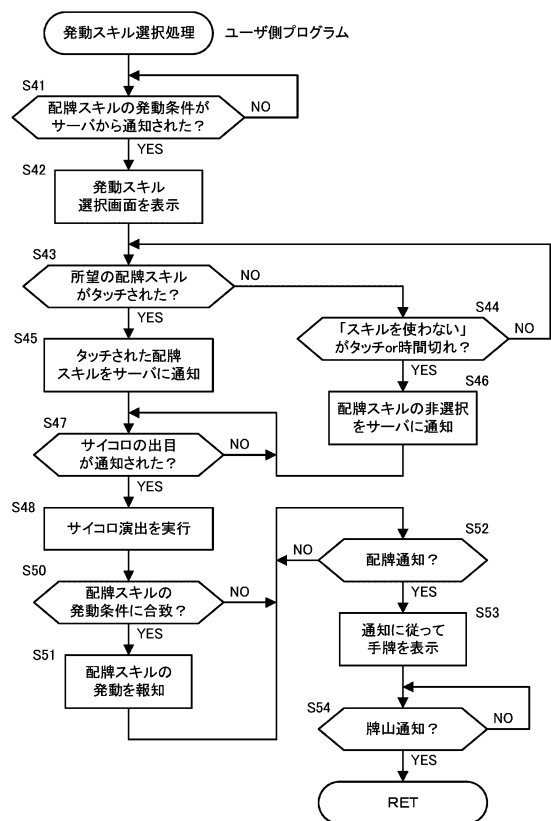 発動スキル選択処理
ユーザ側プログラム
S41
配牌スキルの発動条件が
サーバから通知された？
NO
YES
S42
発動スキル
選択画面を表示
S43
所望の配牌スキル
がタッチされた？
NO
YES
S44
「スキルを使わない」
がタッチor時間切れ？
NO
YES
S45
タッチされた配牌
スキルをサーバに通知
S46
配牌スキルの非選択
をサーバに通知
S47
サイコロの出目
が通知された？
NO
YES
S48
サイコロ演出を実行
S50
配牌スキルの
発動条件に合致？
NO
YES
S51
配牌スキルの
発動を報知
S52
配牌通知？
NO
YES
S53
通知に従って
手牌を表示
S54
牌山通知？
NO
YES
RET